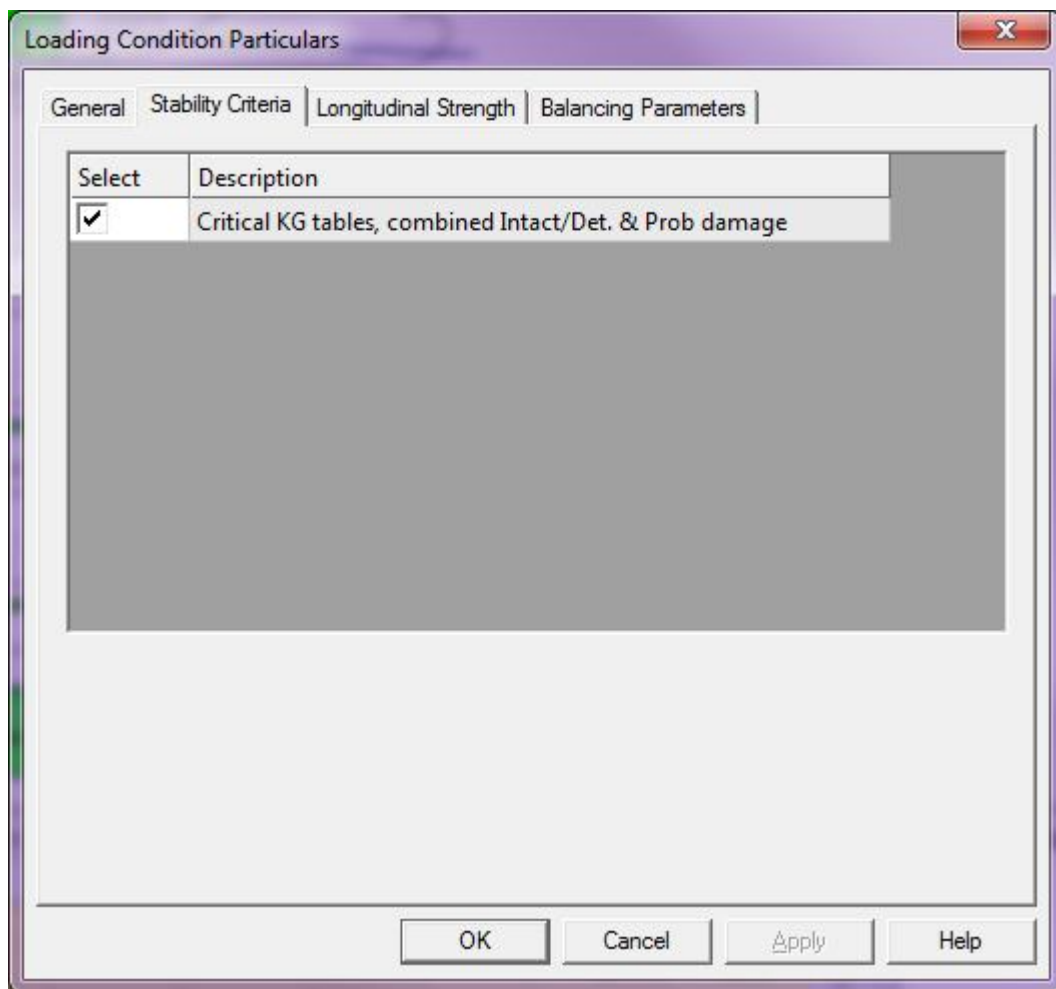 Loading Condition Particulars
General Stability Criteria Longitudinal Strength Balancing Parameters
Select Description
Critical KG tables, combined Intact/Det. & Prob damage
OK Cancel Apply Help